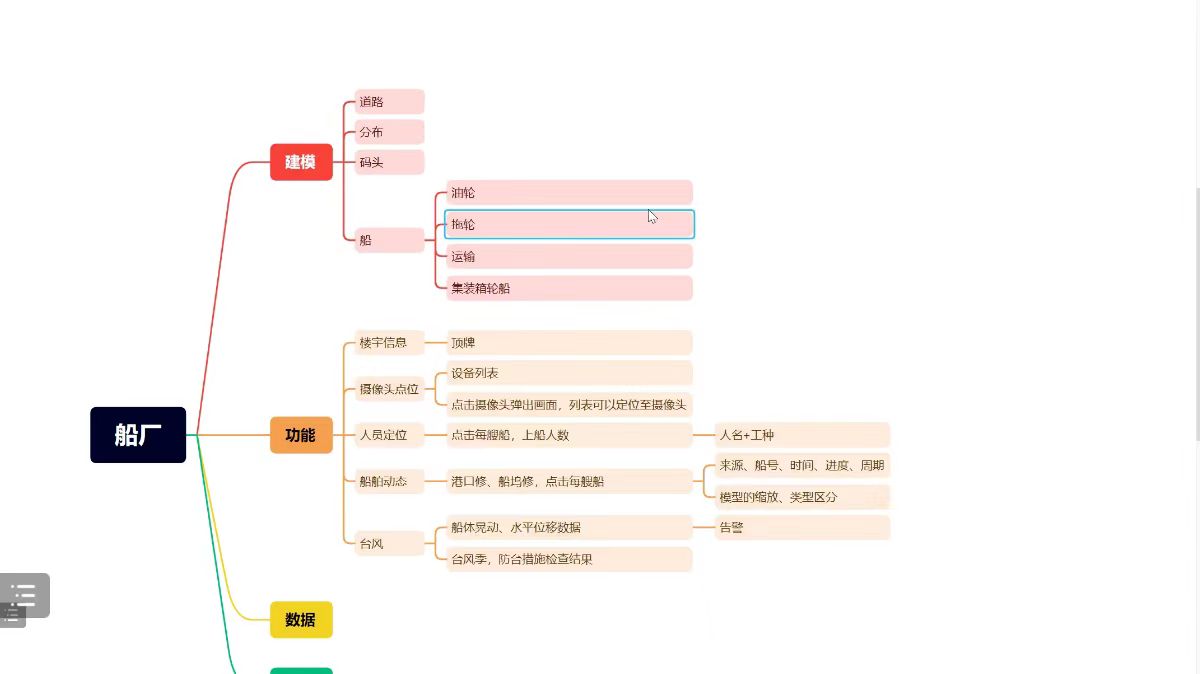 道路
分布
建模
码头
油轮
拖轮
船
运输
集装箱轮船
楼宇信息
顶牌
设备列表
摄像头点位
点击摄像头弹出画面，列表可以定位至摄像头
船厂
功能
人员定位
点击每艘船，上船人数
人名+工种
来源、船号、时间、进度、周期
船舶动态
港口修、船坞修，点击每艘船
模型的缩放、类型区分
船体晃动、水平位移数据
告警
台风
台风季，防台措施检查结果
数据